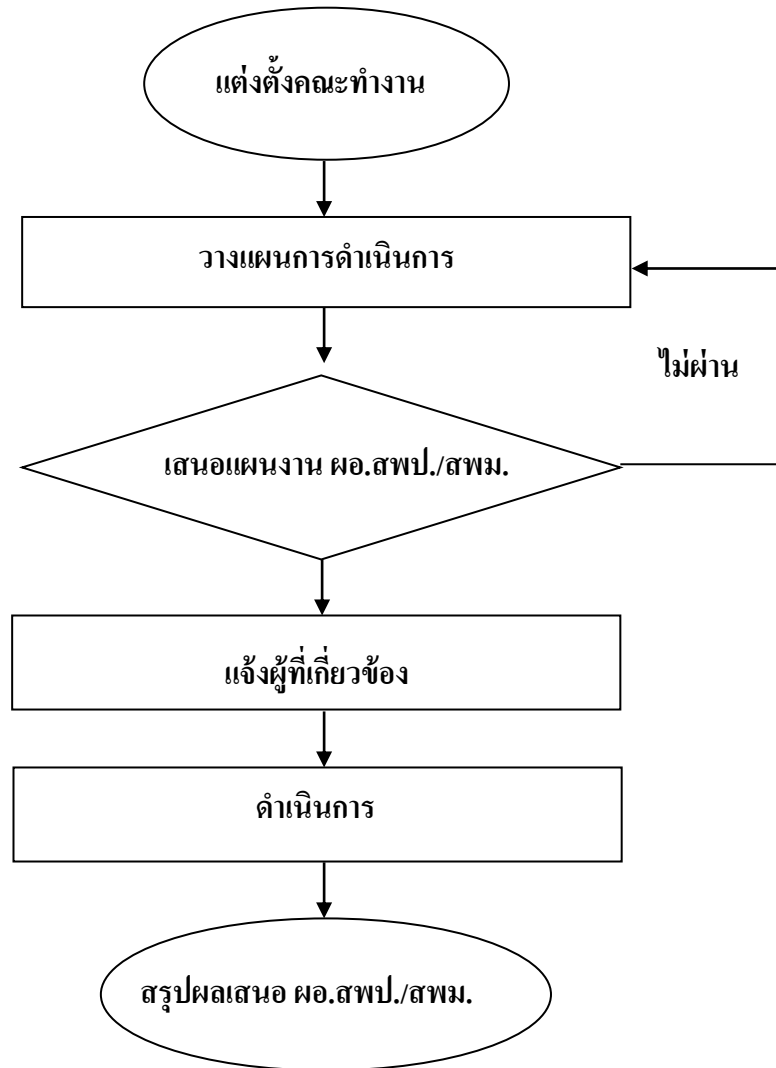 แต่งตั้งคณะทำงาน
วางแผนการดำเนินการ
ไม่ผ่าน
เสนอแผนงาน ผอ.สพป./สพม.
แจ้งผู้ที่เกี่ยวข้อง
ดำเนินการ
สรุปผลเสนอ ผอ.สพป./สพม.